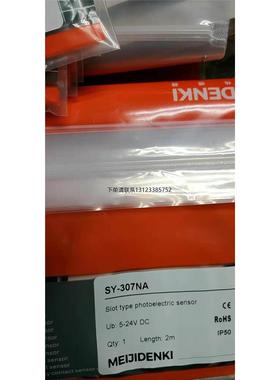 DENKI
下单请联系13123385752
SY-307NA
Slot type photoelectric sensor
CE
Ub: 5-24V DC
RoHS
Qty 1 Length: 2m
IP50
MEIJIDENKI